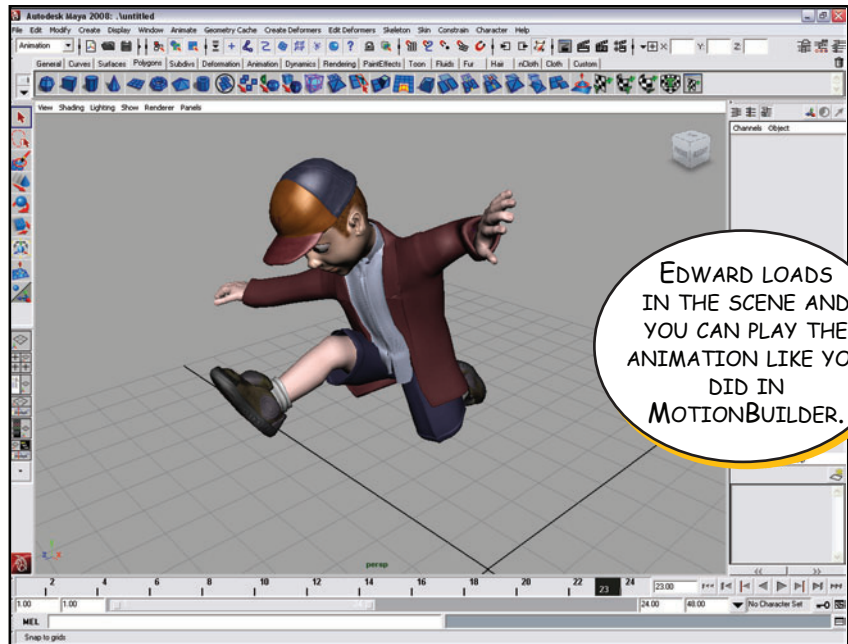 Autodesk Maya 2008: .\untitled
File Edit Modify Create Display Window Animate Geometry Cache Create Deformers Edit Deformers Skeleton Skin Constrain Character Help
Animation X: Y: Z:
General Curves Surfaces Polygons Subdivs Deformation Animation Dynamics Rendering PaintEffects Toon Fluids Fur Hair nCloth Cloth Custom
View Shading Lighting Show Renderer Panels
Channels Object
EDWARD LOADS
IN THE SCENE AND
YOU CAN PLAY THE
ANIMATION LIKE YO
DID IN
MOTIONBUILDER.
persp
2 4 6 8 10 12 14 16 18 20 22 23 24 23.00
1.00 1.00 24.00 48.00 No Character Set
MEL
Snap to grids